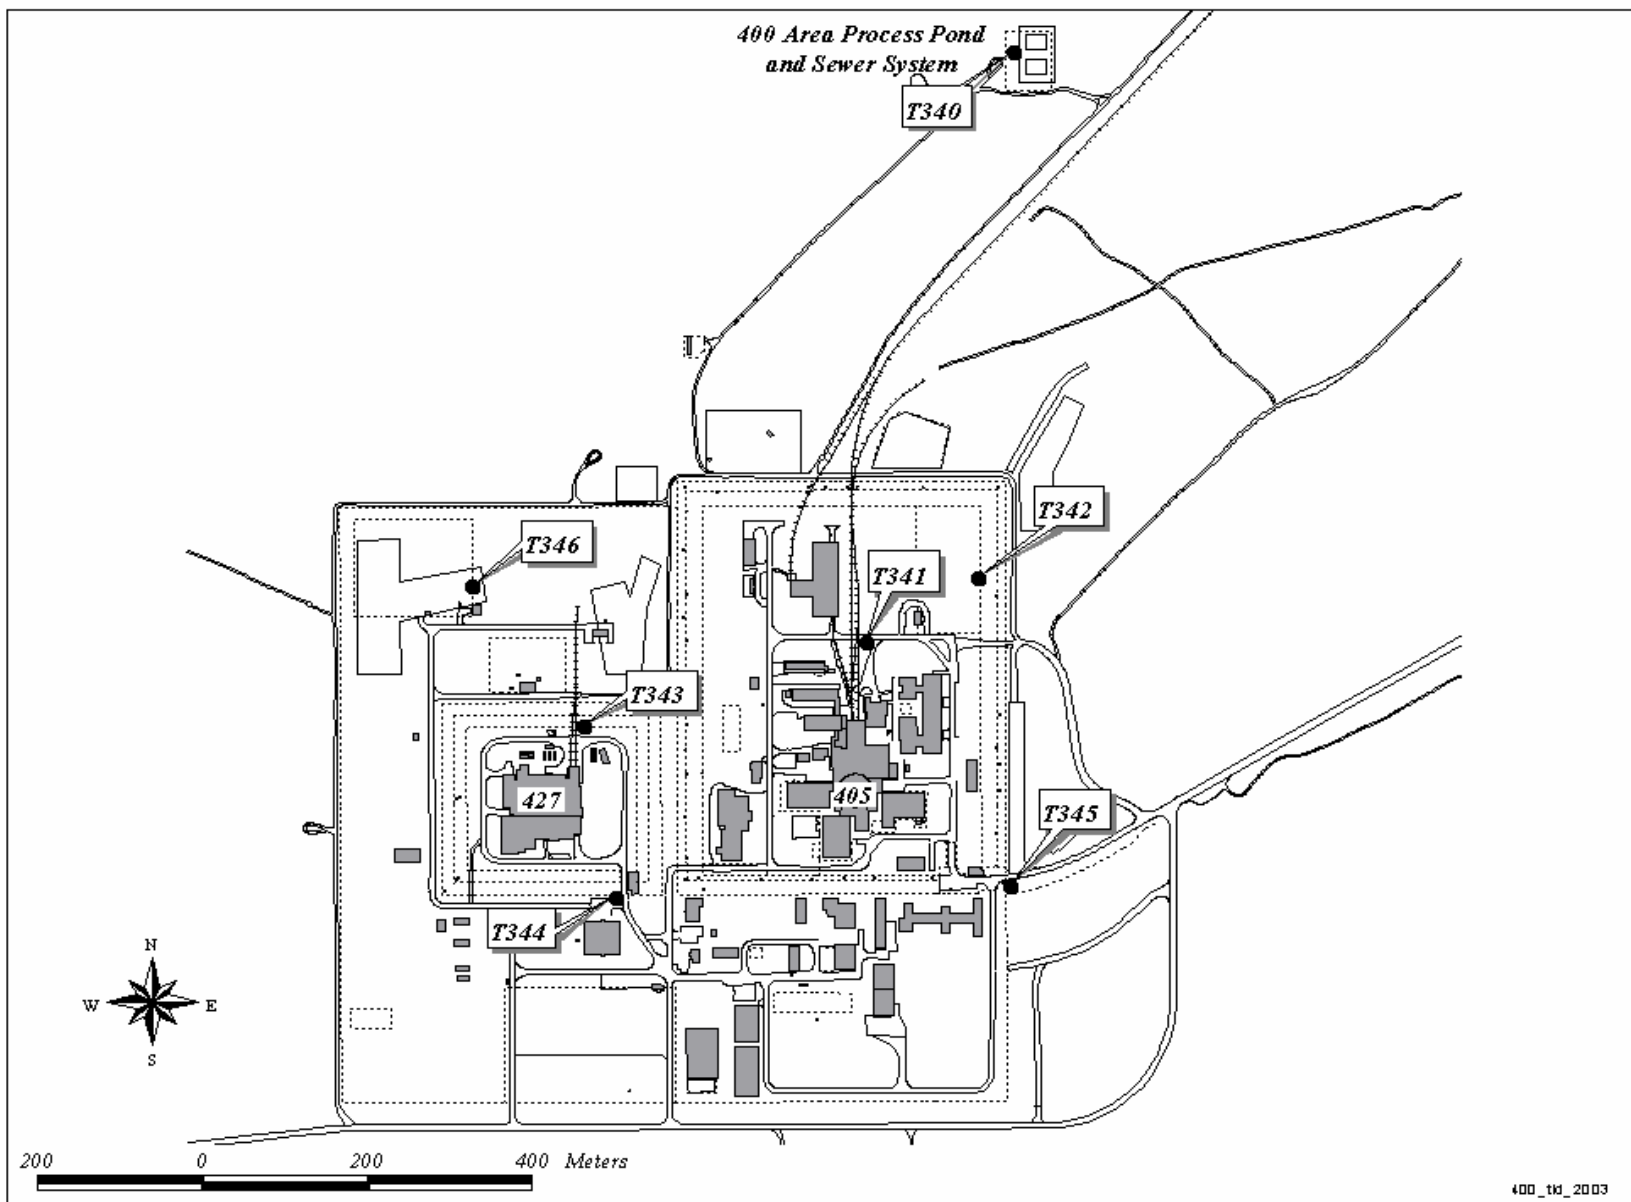 400 Area Process Pond
and Sewer System
T340
T342
T346
T341
T343
427
405
T345
T344
N
W E
S
200 0 200 400 Meters
400_tld_2003